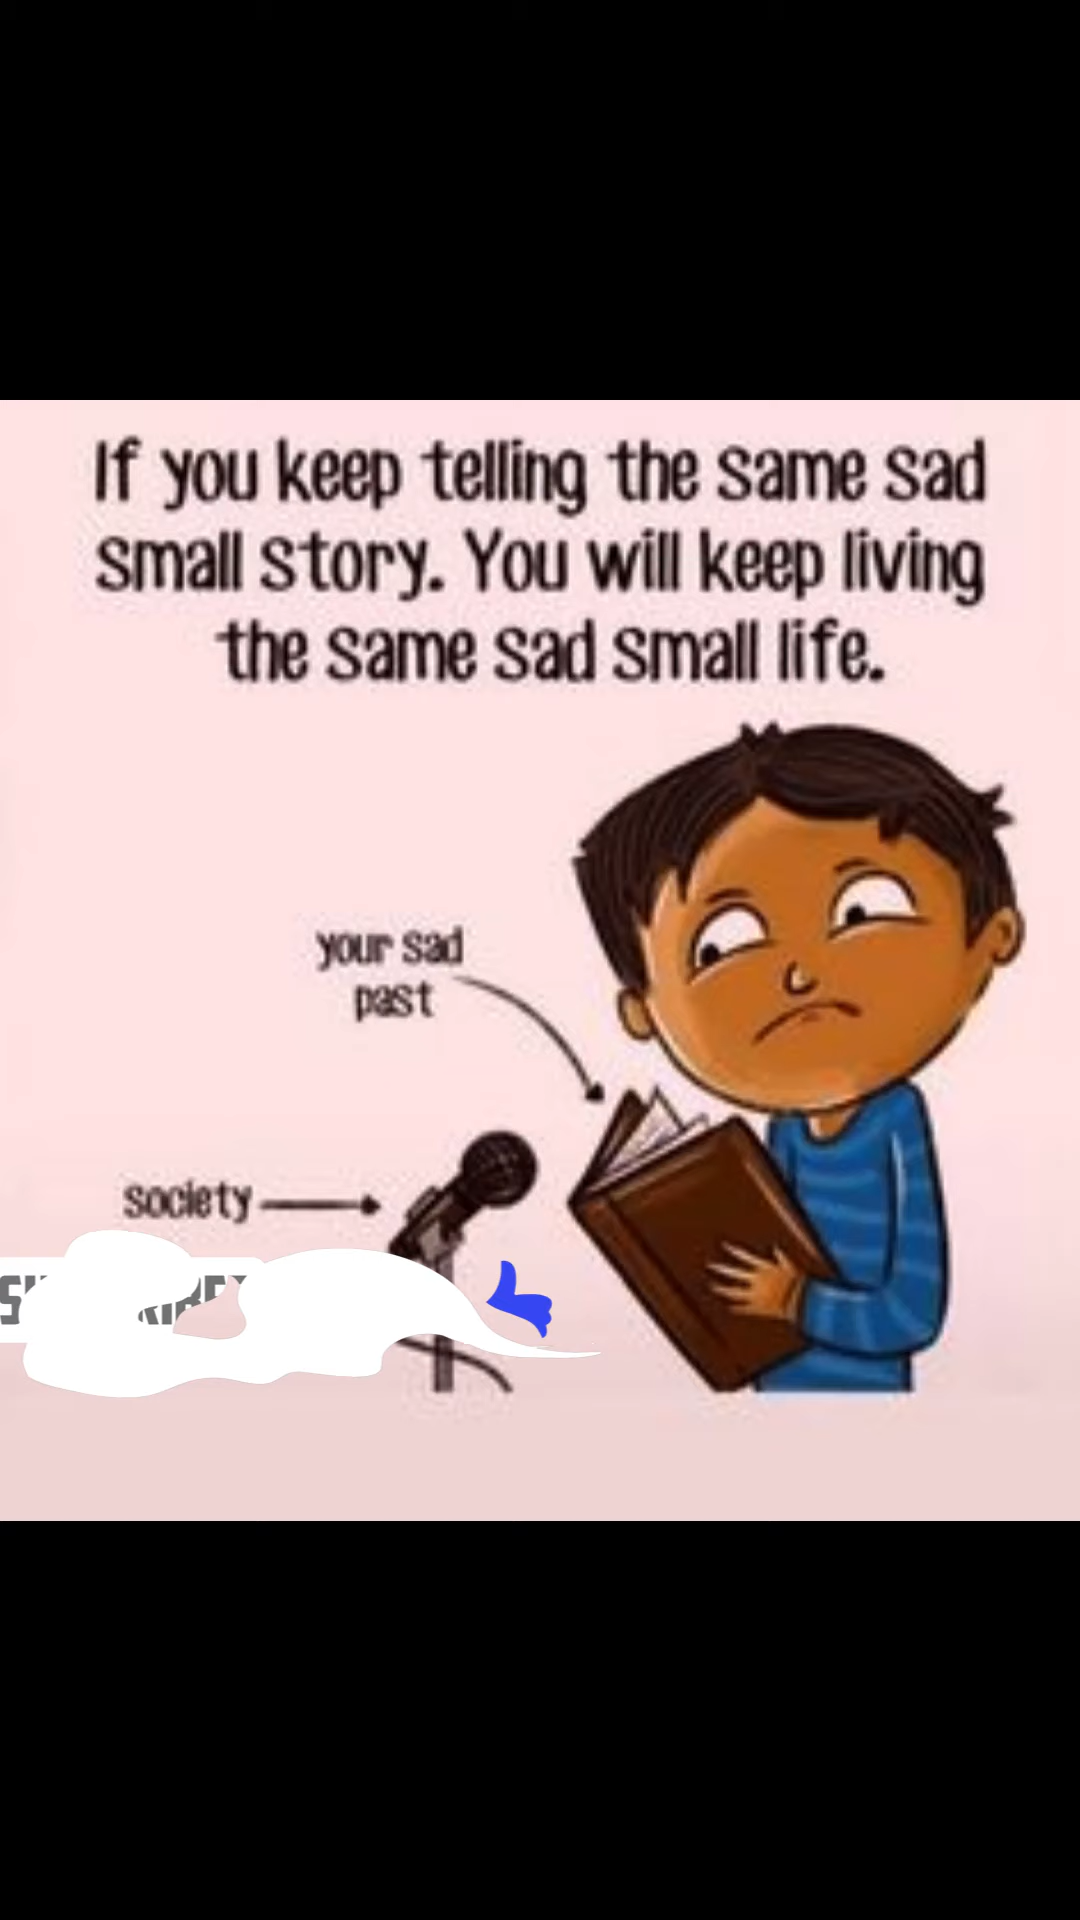 If you keep telling the same sad
small story. You will keep living
the same sad small life.
your sad
past
society